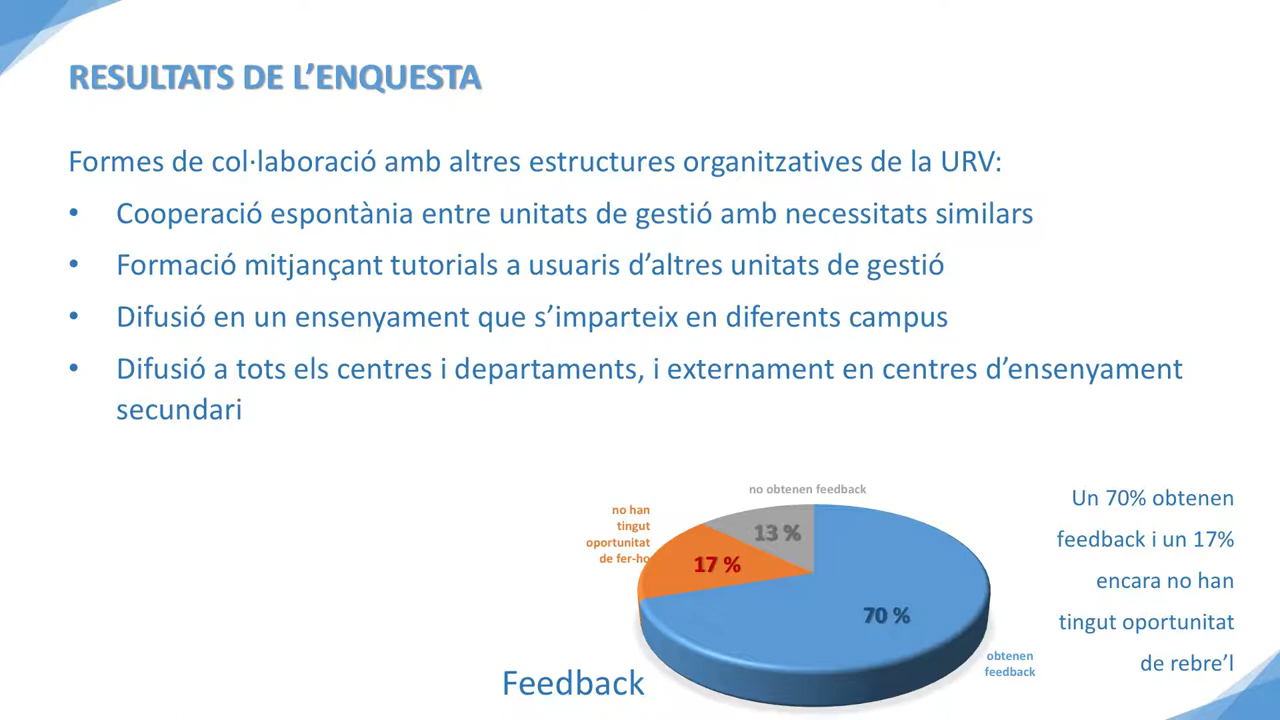 RESULTATS DE L’ENQUESTA
Formes de col·laboració amb altres estructures organitzatives de la URV:
• Cooperació espontània entre unitats de gestió amb necessitats similars
• Formació mitjançant tutorials a usuaris d’altres unitats de gestió
• Difusió en un ensenyament que s’imparteix en diferents campus
• Difusió a tots els centres i departaments, i externament en centres d’ensenyament
secundari
no obtenen feedback
no han
tingut
oportunitat
de fer-ho
13 %
17 %
70 %
obtenen
feedback
Feedback
Un 70% obtenen
feedback i un 17%
encara no han
tingut oportunitat
de rebre’l